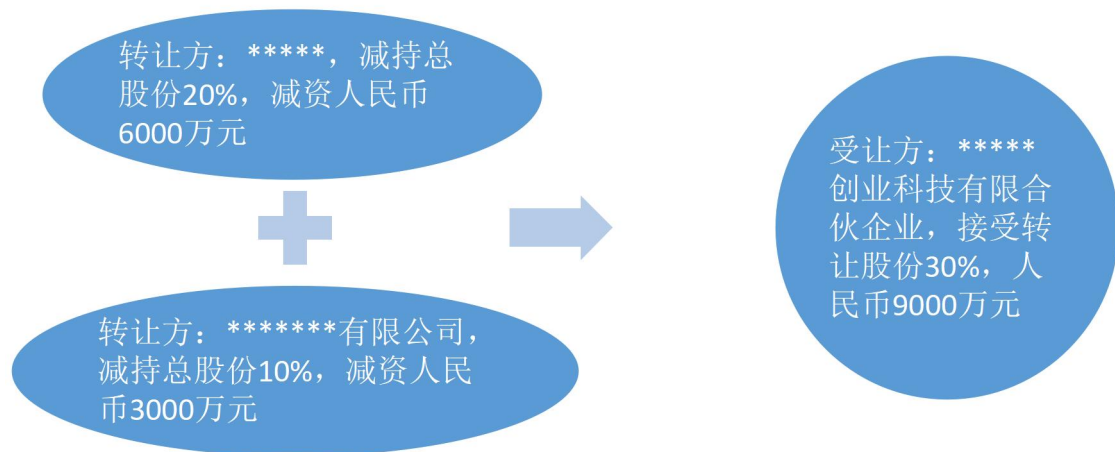 转让方：*****，减持总
股份20%，减资人民币
6000万元
转让方：*******有限公司，
减持总股份10%，减资人民
币3000万元
受让方：*****
创业科技有限合
伙企业，接受转
让股份30%，人
民币9000万元